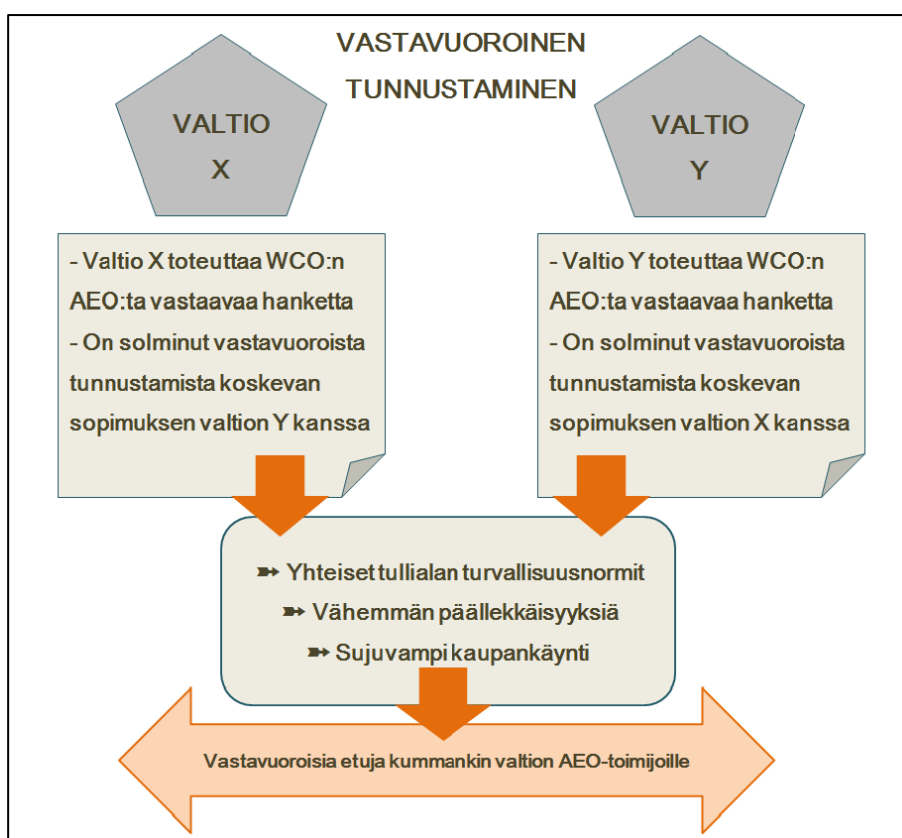 VASTAVUOROINEN
TUNNUSTAMINEN
VALTIO
X
VALTIO
Y
- Valtio X toteuttaa WCO:n
AEO:ta vastaavaa hanketta
- On solminut vastavuoroista
tunnustamista koskevan
sopimuksen valtion Y kanssa
- Valtio Y toteuttaa WCO:n
AEO:ta vastaavaa hanketta
- On solminut vastavuoroista
tunnustamista koskevan
sopimuksen valtion X kanssa
➽ Yhteiset tullialan turvallisuusnormit
➽ Vähemmän päällekkäisyyksiä
➽ Sujuvampi kaupankäynti
Vastavuoroisia etuja kummankin valtion AEO-toimijoille